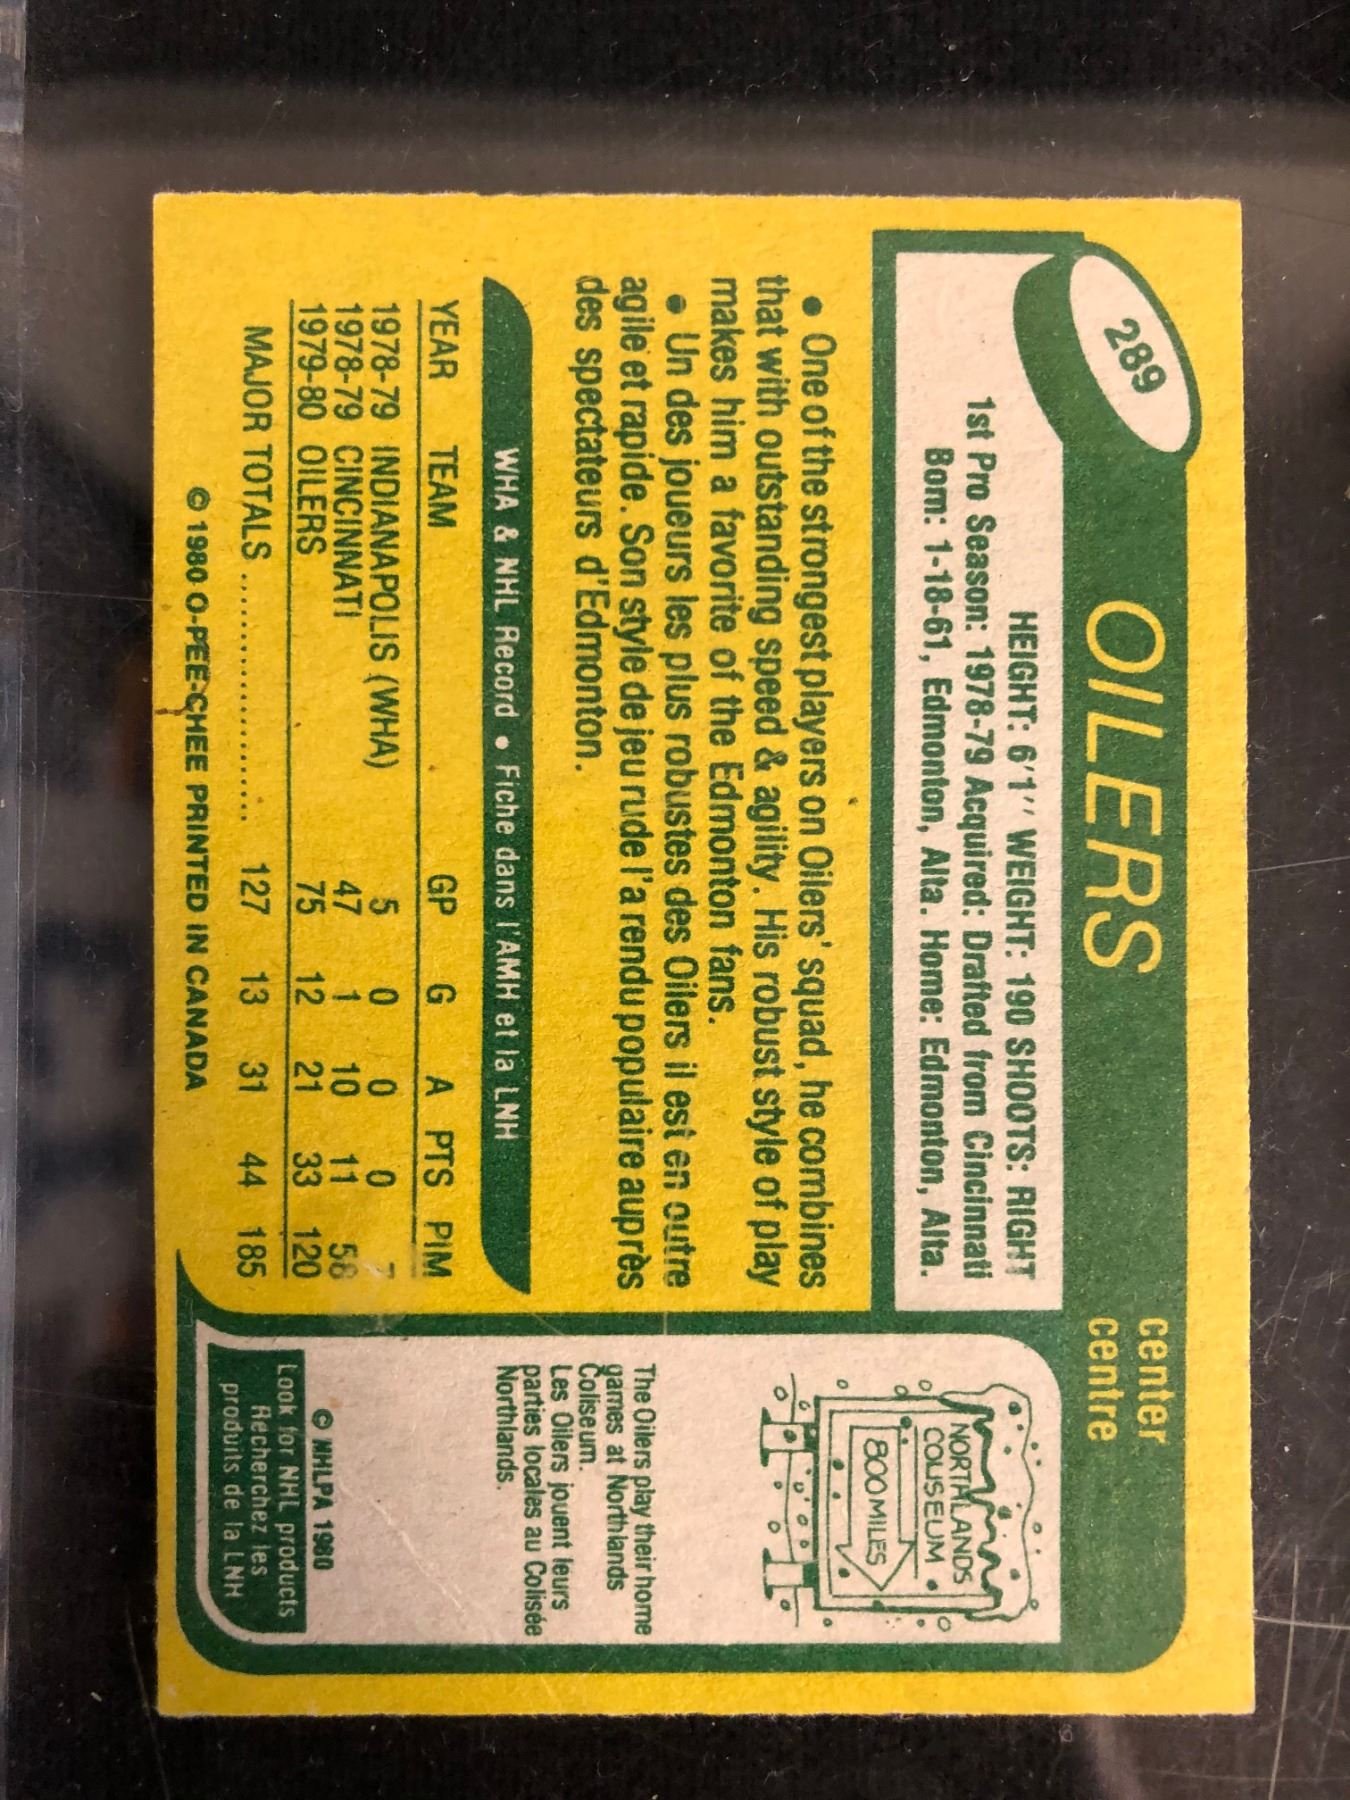 289
OILERS
center
centre
HEIGHT: 6'1'' WEIGHT: 190 SHOOTS: RIGHT
1st Pro Season: 1978-79 Acquired: Drafted from Cincinnati
Born: 1-18-61, Edmonton, Alta. Home: Edmonton, Alta.
• One of the strongest players on Oilers' squad, he combines
that with outstanding speed & agility. His robust style of play
makes him a favorite of the Edmonton fans.
• Un des joueurs les plus robustes des Oilers il est en outre
agile et rapide. Son style de jeu rude l'a rendu populaire auprès
des spectateurs d'Edmonton.
WHA & NHL Record • Fiche dans l'AMH et la LNH
YEAR TEAM GP G A PTS PIM
1978-79 INDIANAPOLIS (WHA) 5 0 0 0
1978-79 CINCINNATI 47 1 10 11 58
1979-80 OILERS 75 12 21 33 120
MAJOR TOTALS .................... 127 13 31 44 185
© 1980 O-PEE-CHEE PRINTED IN CANADA
NORTHLANDS
COLISEUM
800 MILES
The Oilers play their home
games at Northlands
Coliseum.
Les Oilers jouent leurs
parties locales au Colisée
Northlands.
© NHLPA 1980
Look for NHL products
Recherchez les
produits de la LNH